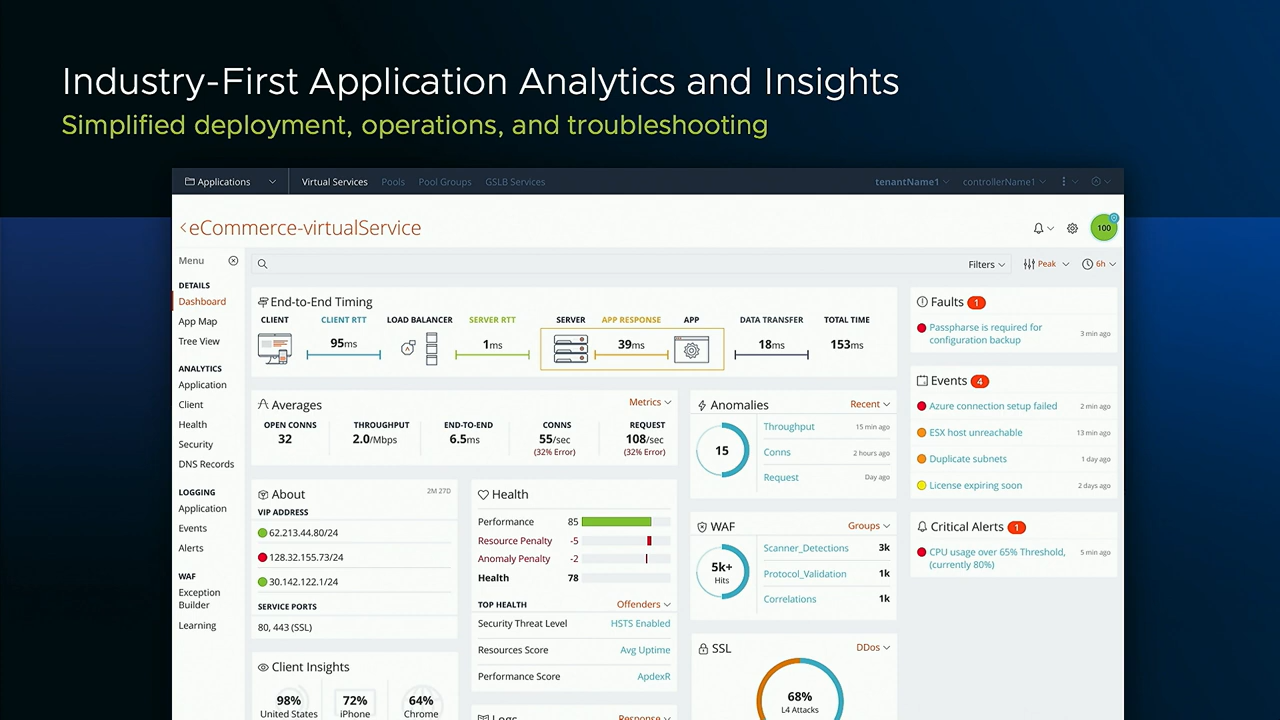 Industry-First Application Analytics and Insights
Simplified deployment, operations, and troubleshooting
Applications Virtual Services Pools Pool Groups GSLB Services tenantName1 controllerName1
eCommerce-virtualService
100
Menu
Filters Peak 6h
DETAILS
Dashboard
App Map
Tree View
ANALYTICS
Application
Client
Health
Security
DNS Records
LOGGING
Application
Events
Alerts
WAF
Exception
Builder
Learning
End-to-End Timing
CLIENT CLIENT RTT LOAD BALANCER SERVER RTT SERVER APP RESPONSE APP DATA TRANSFER TOTAL TIME
95ms 1ms 39ms 18ms 153ms
Averages
Metrics
OPEN CONNS THROUGHPUT END-TO-END CONNS REQUEST
32 2.0/Mbps 6.5ms 55/sec 108/sec
(32% Error) (32% Error)
About
2M 27D
VIP ADDRESS
62.213.44.80/24
128.32.155.73/24
30.142.122.1/24
SERVICE PORTS
80, 443 (SSL)
Client Insights
98% 72% 64%
United States iPhone Chrome
Health
Performance 85
Resource Penalty -5
Anomaly Penalty -2
Health 78
TOP HEALTH Offenders
Security Threat Level HSTS Enabled
Resources Score Avg Uptime
Performance Score ApdexR
Logs Response
Anomalies Recent
15
Throughput 15 min ago
Conns 2 hours ago
Request Day ago
WAF Groups
5k+
Hits
Scanner_Detections 3k
Protocol_Validation 1k
Correlations 1k
SSL DDos
68%
L4 Attacks
Faults 1
Passpharse is required for
configuration backup
3 min ago
Events 4
Azure connection setup failed 2 min ago
ESX host unreachable 13 min ago
Duplicate subnets 1 day ago
License expiring soon 2 days ago
Critical Alerts 1
CPU usage over 65% Threshold,
(currently 80%)
5 min ago